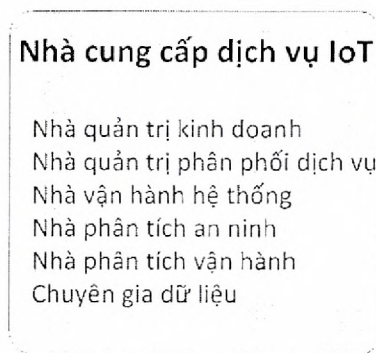 Nhà cung cấp dịch vụ IoT
Nhà quản trị kinh doanh
Nhà quản trị phân phối dịch vụ
Nhà vận hành hệ thống
Nhà phân tích an ninh
Nhà phân tích vận hành
Chuyên gia dữ liệu